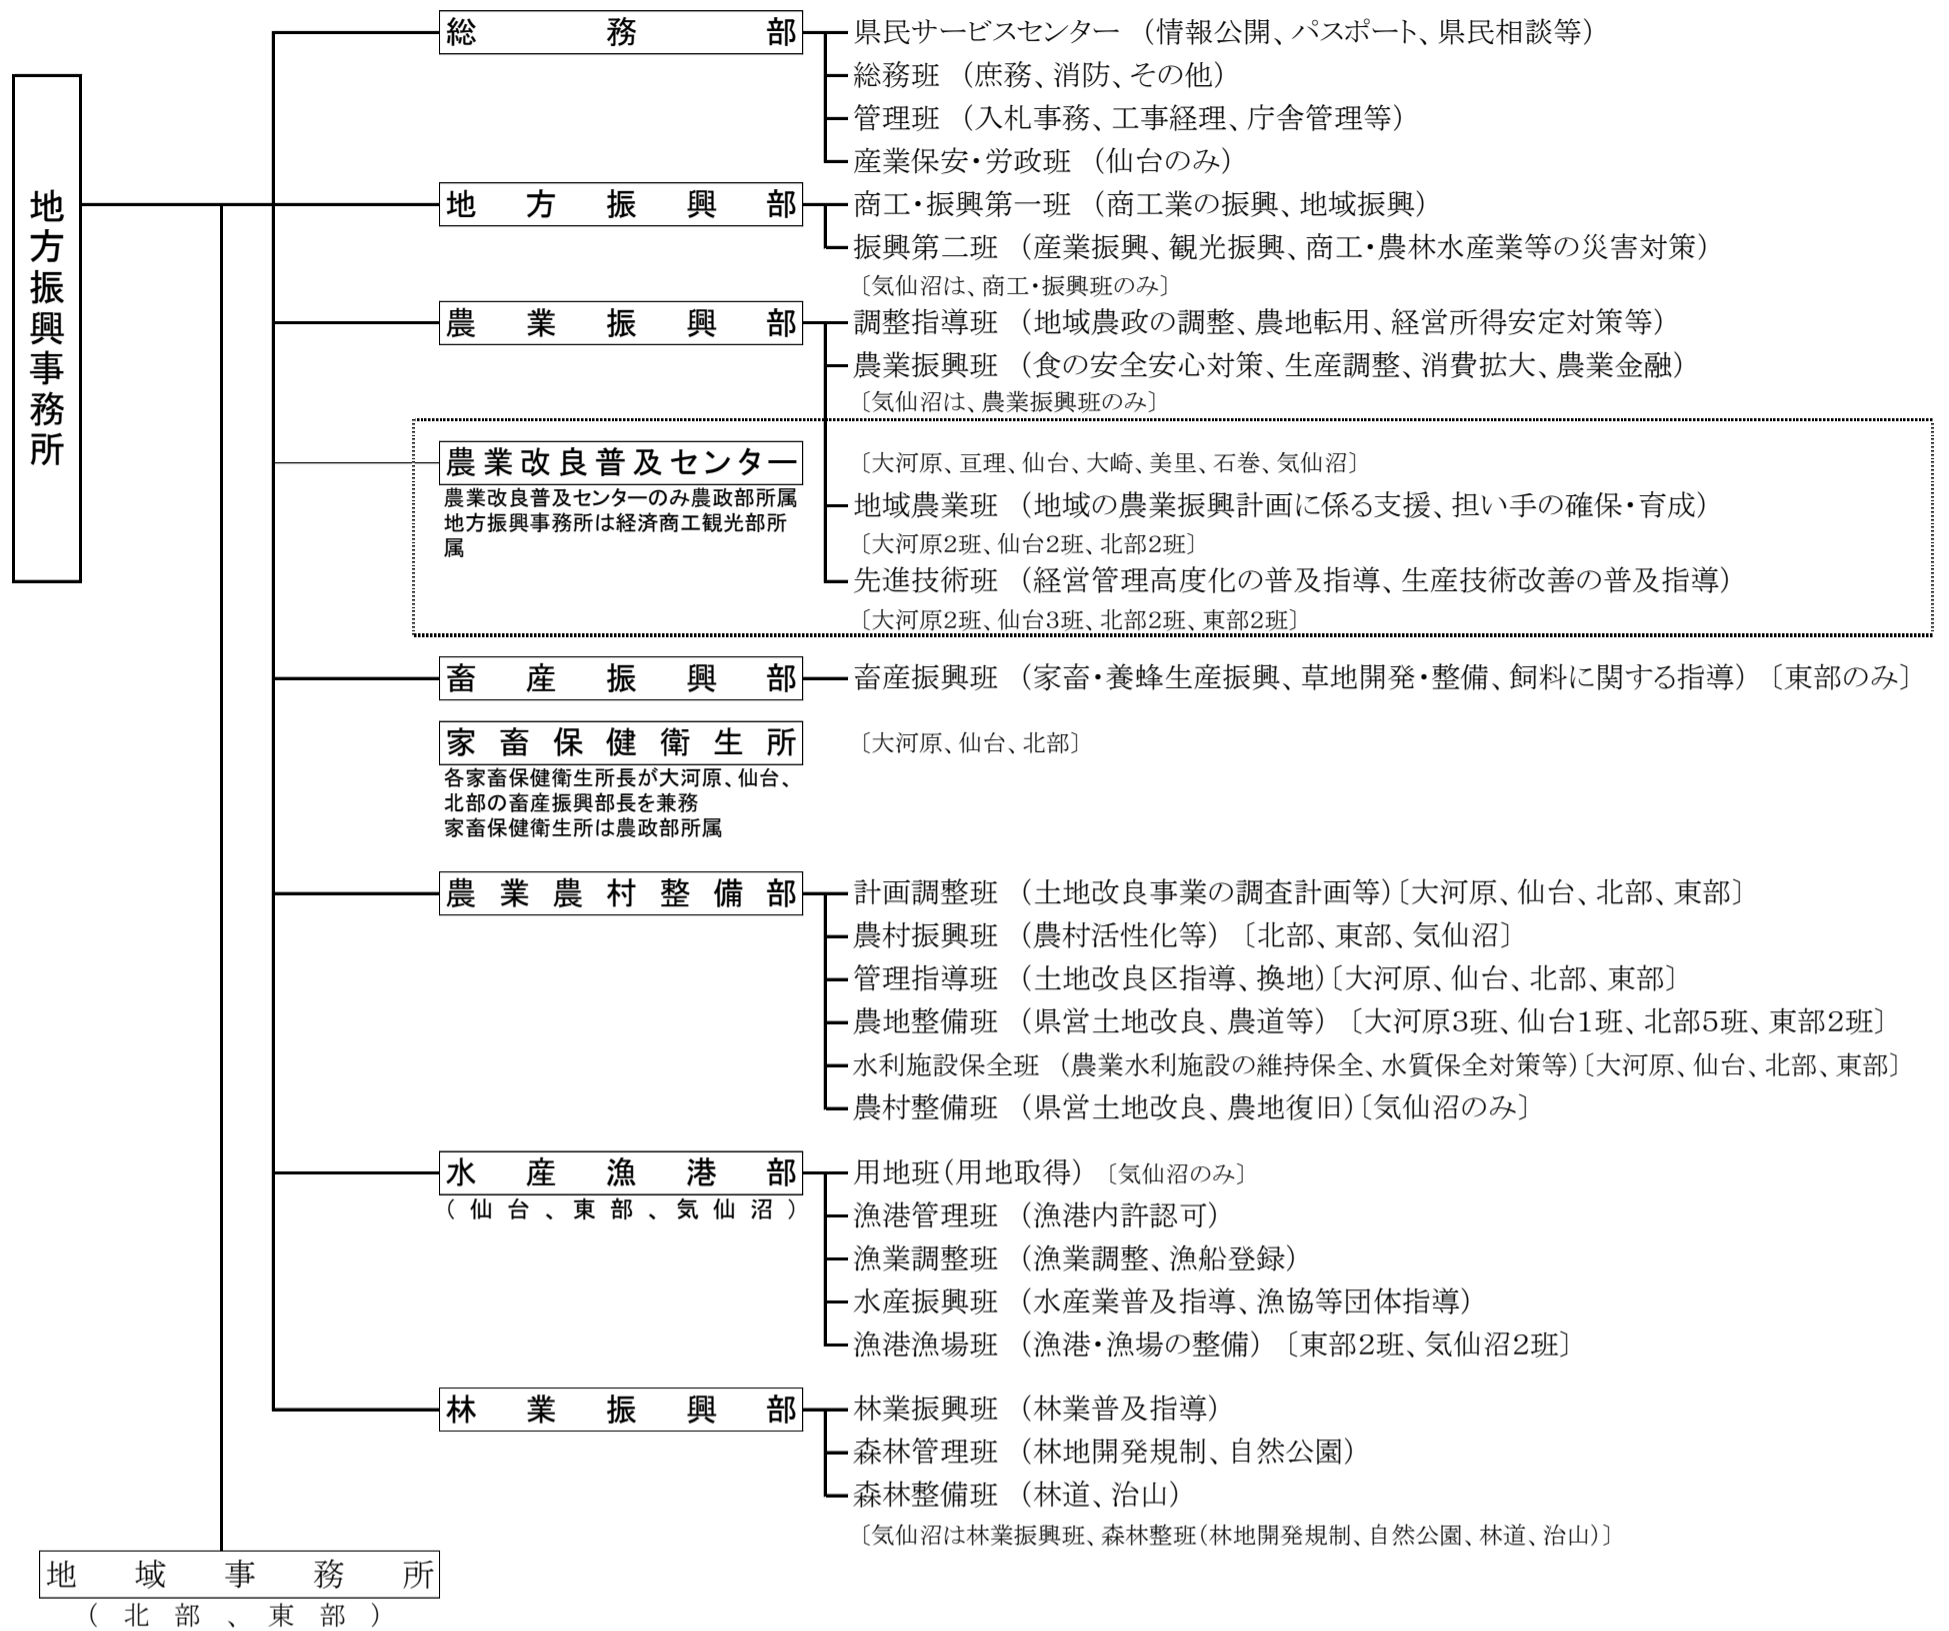 地方振興事務所
総務部
県民サービスセンター （情報公開、パスポート、県民相談等）
総務班 （庶務、消防、その他）
管理班 （入札事務、工事経理、庁舎管理等）
産業保安・労政班 （仙台のみ）
地方振興部
商工・振興第一班 （商工業の振興、地域振興）
振興第二班 （産業振興、観光振興、商工・農林水産業等の災害対策）
〔気仙沼は、商工・振興班のみ〕
農業振興部
調整指導班 （地域農政の調整、農地転用、経営所得安定対策等）
農業振興班 （食の安全安心対策、生産調整、消費拡大、農業金融）
〔気仙沼は、農業振興班のみ〕
農業改良普及センター
農業改良普及センターのみ農政部所属
地方振興事務所は経済商工観光部所
属
〔大河原、亘理、仙台、大崎、美里、石巻、気仙沼〕
地域農業班 （地域の農業振興計画に係る支援、担い手の確保・育成）
〔大河原2班、仙台2班、北部2班〕
先進技術班 （経営管理高度化の普及指導、生産技術改善の普及指導）
〔大河原2班、仙台3班、北部2班、東部2班〕
畜産振興部
畜産振興班 （家畜・養蜂生産振興、草地開発・整備、飼料に関する指導） 〔東部のみ〕
家畜保健衛生所
〔大河原、仙台、北部〕
各家畜保健衛生所長が大河原、仙台、
北部の畜産振興部長を兼務
家畜保健衛生所は農政部所属
農業農村整備部
計画調整班 （土地改良事業の調査計画等）〔大河原、仙台、北部、東部〕
農村振興班 （農村活性化等） 〔北部、東部、気仙沼〕
管理指導班 （土地改良区指導、換地）〔大河原、仙台、北部、東部〕
農地整備班 （県営土地改良、農道等） 〔大河原3班、仙台1班、北部5班、東部2班〕
水利施設保全班 （農業水利施設の維持保全、水質保全対策等）〔大河原、仙台、北部、東部〕
農村整備班 （県営土地改良、農地復旧）〔気仙沼のみ〕
水産漁港部
（仙台、東部、気仙沼）
用地班（用地取得） 〔気仙沼のみ〕
漁港管理班 （漁港内許認可）
漁業調整班 （漁業調整、漁船登録）
水産振興班 （水産業普及指導、漁協等団体指導）
漁港漁場班 （漁港・漁場の整備） 〔東部2班、気仙沼2班〕
林業振興部
林業振興班 （林業普及指導）
森林管理班 （林地開発規制、自然公園）
森林整備班 （林道、治山）
〔気仙沼は林業振興班、森林整班（林地開発規制、自然公園、林道、治山）〕
地域事務所
（北部、東部）